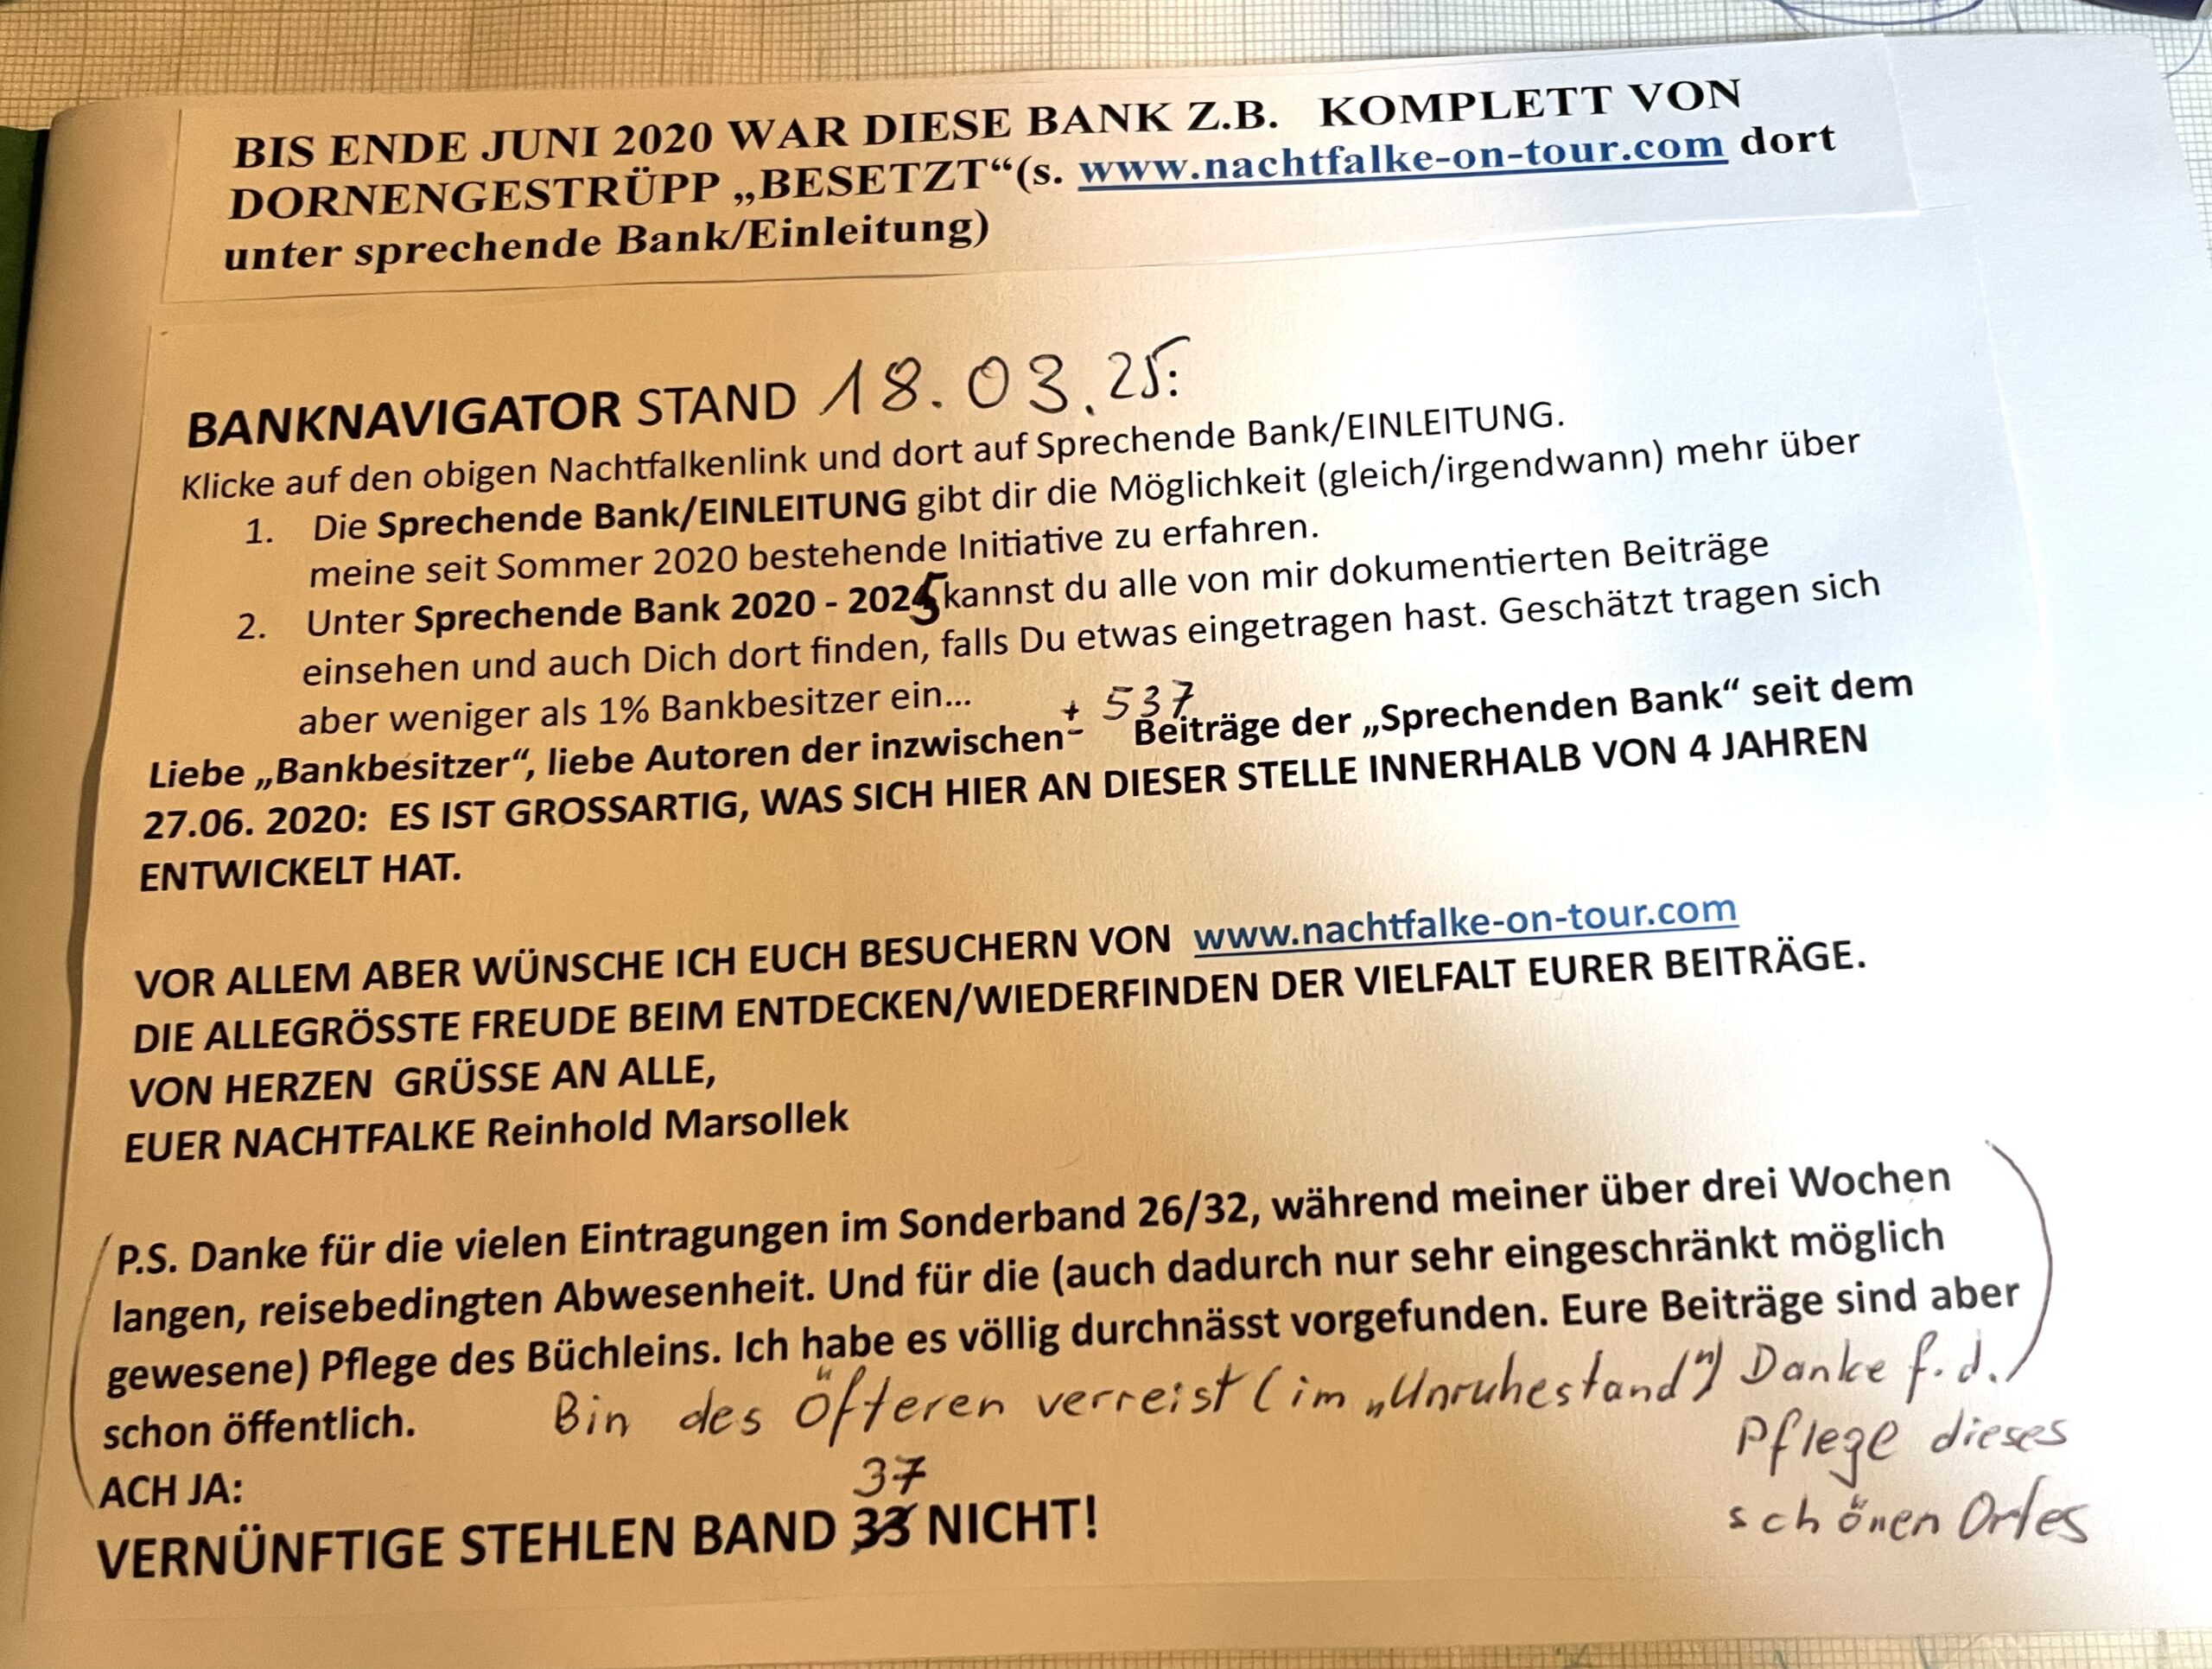 BIS ENDE JUNI 2020 WAR DIESE BANK Z.B. KOMPLETT VON
DORNENGESTRÜPP „BESETZT“(s. www.nachtfalke-on-tour.com dort
unter sprechende Bank/Einleitung)
BANKNAVIGATOR STAND 18.03.25:
Klicke auf den obigen Nachtfalkenlink und dort auf Sprechende Bank/EINLEITUNG.
1. Die Sprechende Bank/EINLEITUNG gibt dir die Möglichkeit (gleich/irgendwann) mehr über
meine seit Sommer 2020 bestehende Initiative zu erfahren.
2. Unter Sprechende Bank 2020 - 2025 kannst du alle von mir dokumentierten Beiträge
einsehen und auch Dich dort finden, falls Du etwas eingetragen hast. Geschätzt tragen sich
aber weniger als 1% Bankbesitzer ein...
Liebe „Bankbesitzer“, liebe Autoren der inzwischen ± 537 Beiträge der „Sprechenden Bank“ seit dem
27.06. 2020: ES IST GROSSARTIG, WAS SICH HIER AN DIESER STELLE INNERHALB VON 4 JAHREN
ENTWICKELT HAT.
VOR ALLEM ABER WÜNSCHE ICH EUCH BESUCHERN VON www.nachtfalke-on-tour.com
DIE ALLEGRÖSSTE FREUDE BEIM ENTDECKEN/WIEDERFINDEN DER VIELFALT EURER BEITRÄGE.
VON HERZEN GRÜSSE AN ALLE,
EUER NACHTFALKE Reinhold Marsollek
P.S. Danke für die vielen Eintragungen im Sonderband 26/32, während meiner über drei Wochen
langen, reisebedingten Abwesenheit. Und für die (auch dadurch nur sehr eingeschränkt möglich
gewesene) Pflege des Büchleins. Ich habe es völlig durchnässt vorgefunden. Eure Beiträge sind aber
schon öffentlich. Bin des Öfteren verreist (im „Unruhestand“) Danke f. d.
Pflege dieses
schönen Ortes
ACH JA:
37
VERNÜNFTIGE STEHLEN BAND 33 NICHT!